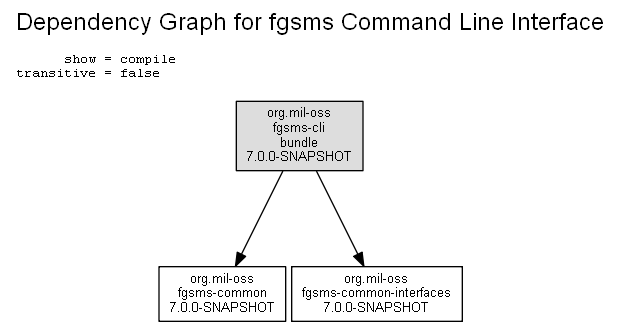 Dependency Graph for fgsms Command Line Interface
show = compile
transitive = false
org.mil-oss
fgsms-cli
bundle
7.0.0-SNAPSHOT
org.mil-oss
fgsms-common
7.0.0-SNAPSHOT
org.mil-oss
fgsms-common-interfaces
7.0.0-SNAPSHOT